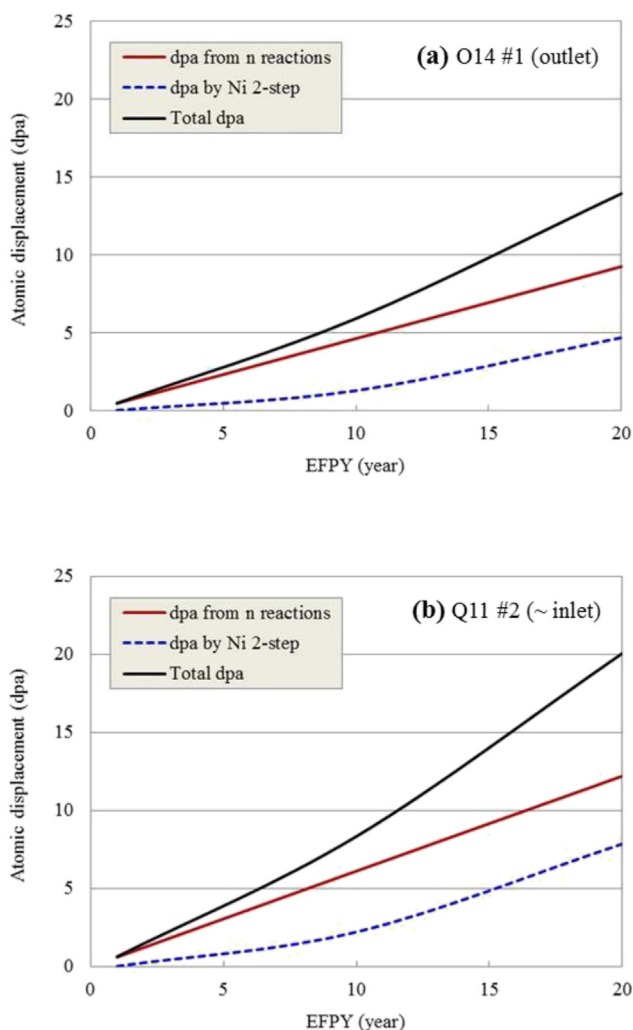 25
20
15
10
5
0
Atomic displacement (dpa)
dpa from n reactions
dpa by Ni 2-step
Total dpa
(a) O14 #1 (outlet)
0 5 10 15 20
EFPY (year)
25
20
15
10
5
0
Atomic displacement (dpa)
dpa from n reactions
dpa by Ni 2-step
Total dpa
(b) Q11 #2 (~ inlet)
0 5 10 15 20
EFPY (year)